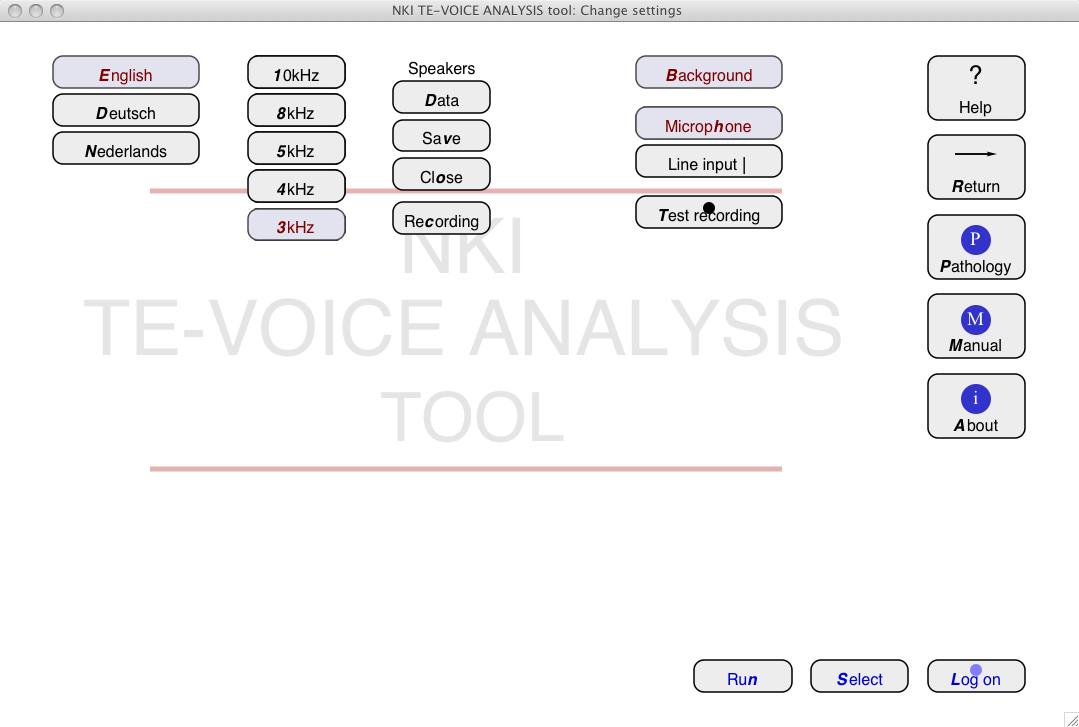 NKI TE-VOICE ANALYSIS tool: Change settings
English
Deutsch
Nederlands
10kHz
8kHz
5kHz
4kHz
3kHz
Speakers
Data
Save
Close
Recording
Background
Microphone
Line input |
Test recording
?
Help
Return
P
Pathology
M
Manual
i
About
NKI
TE-VOICE ANALYSIS
TOOL
Run
Select
Log on